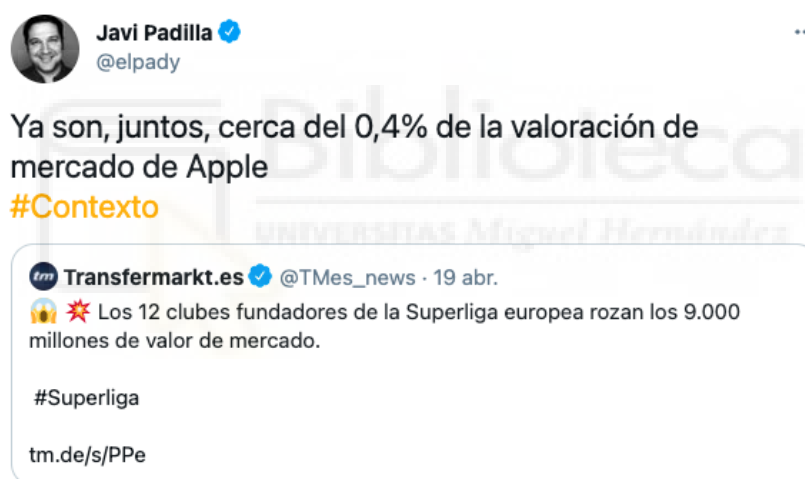 Javi Padilla
@elpady
Ya son, juntos, cerca del 0,4% de la valoración de
mercado de Apple
#Contexto
tm Transfermarkt.es @TMes_news · 19 abr.
😱 💥 Los 12 clubes fundadores de la Superliga europea rozan los 9.000
millones de valor de mercado.
#Superliga
tm.de/s/PPe
Biblioteca
UNIVERSITAS Miguel Hernández